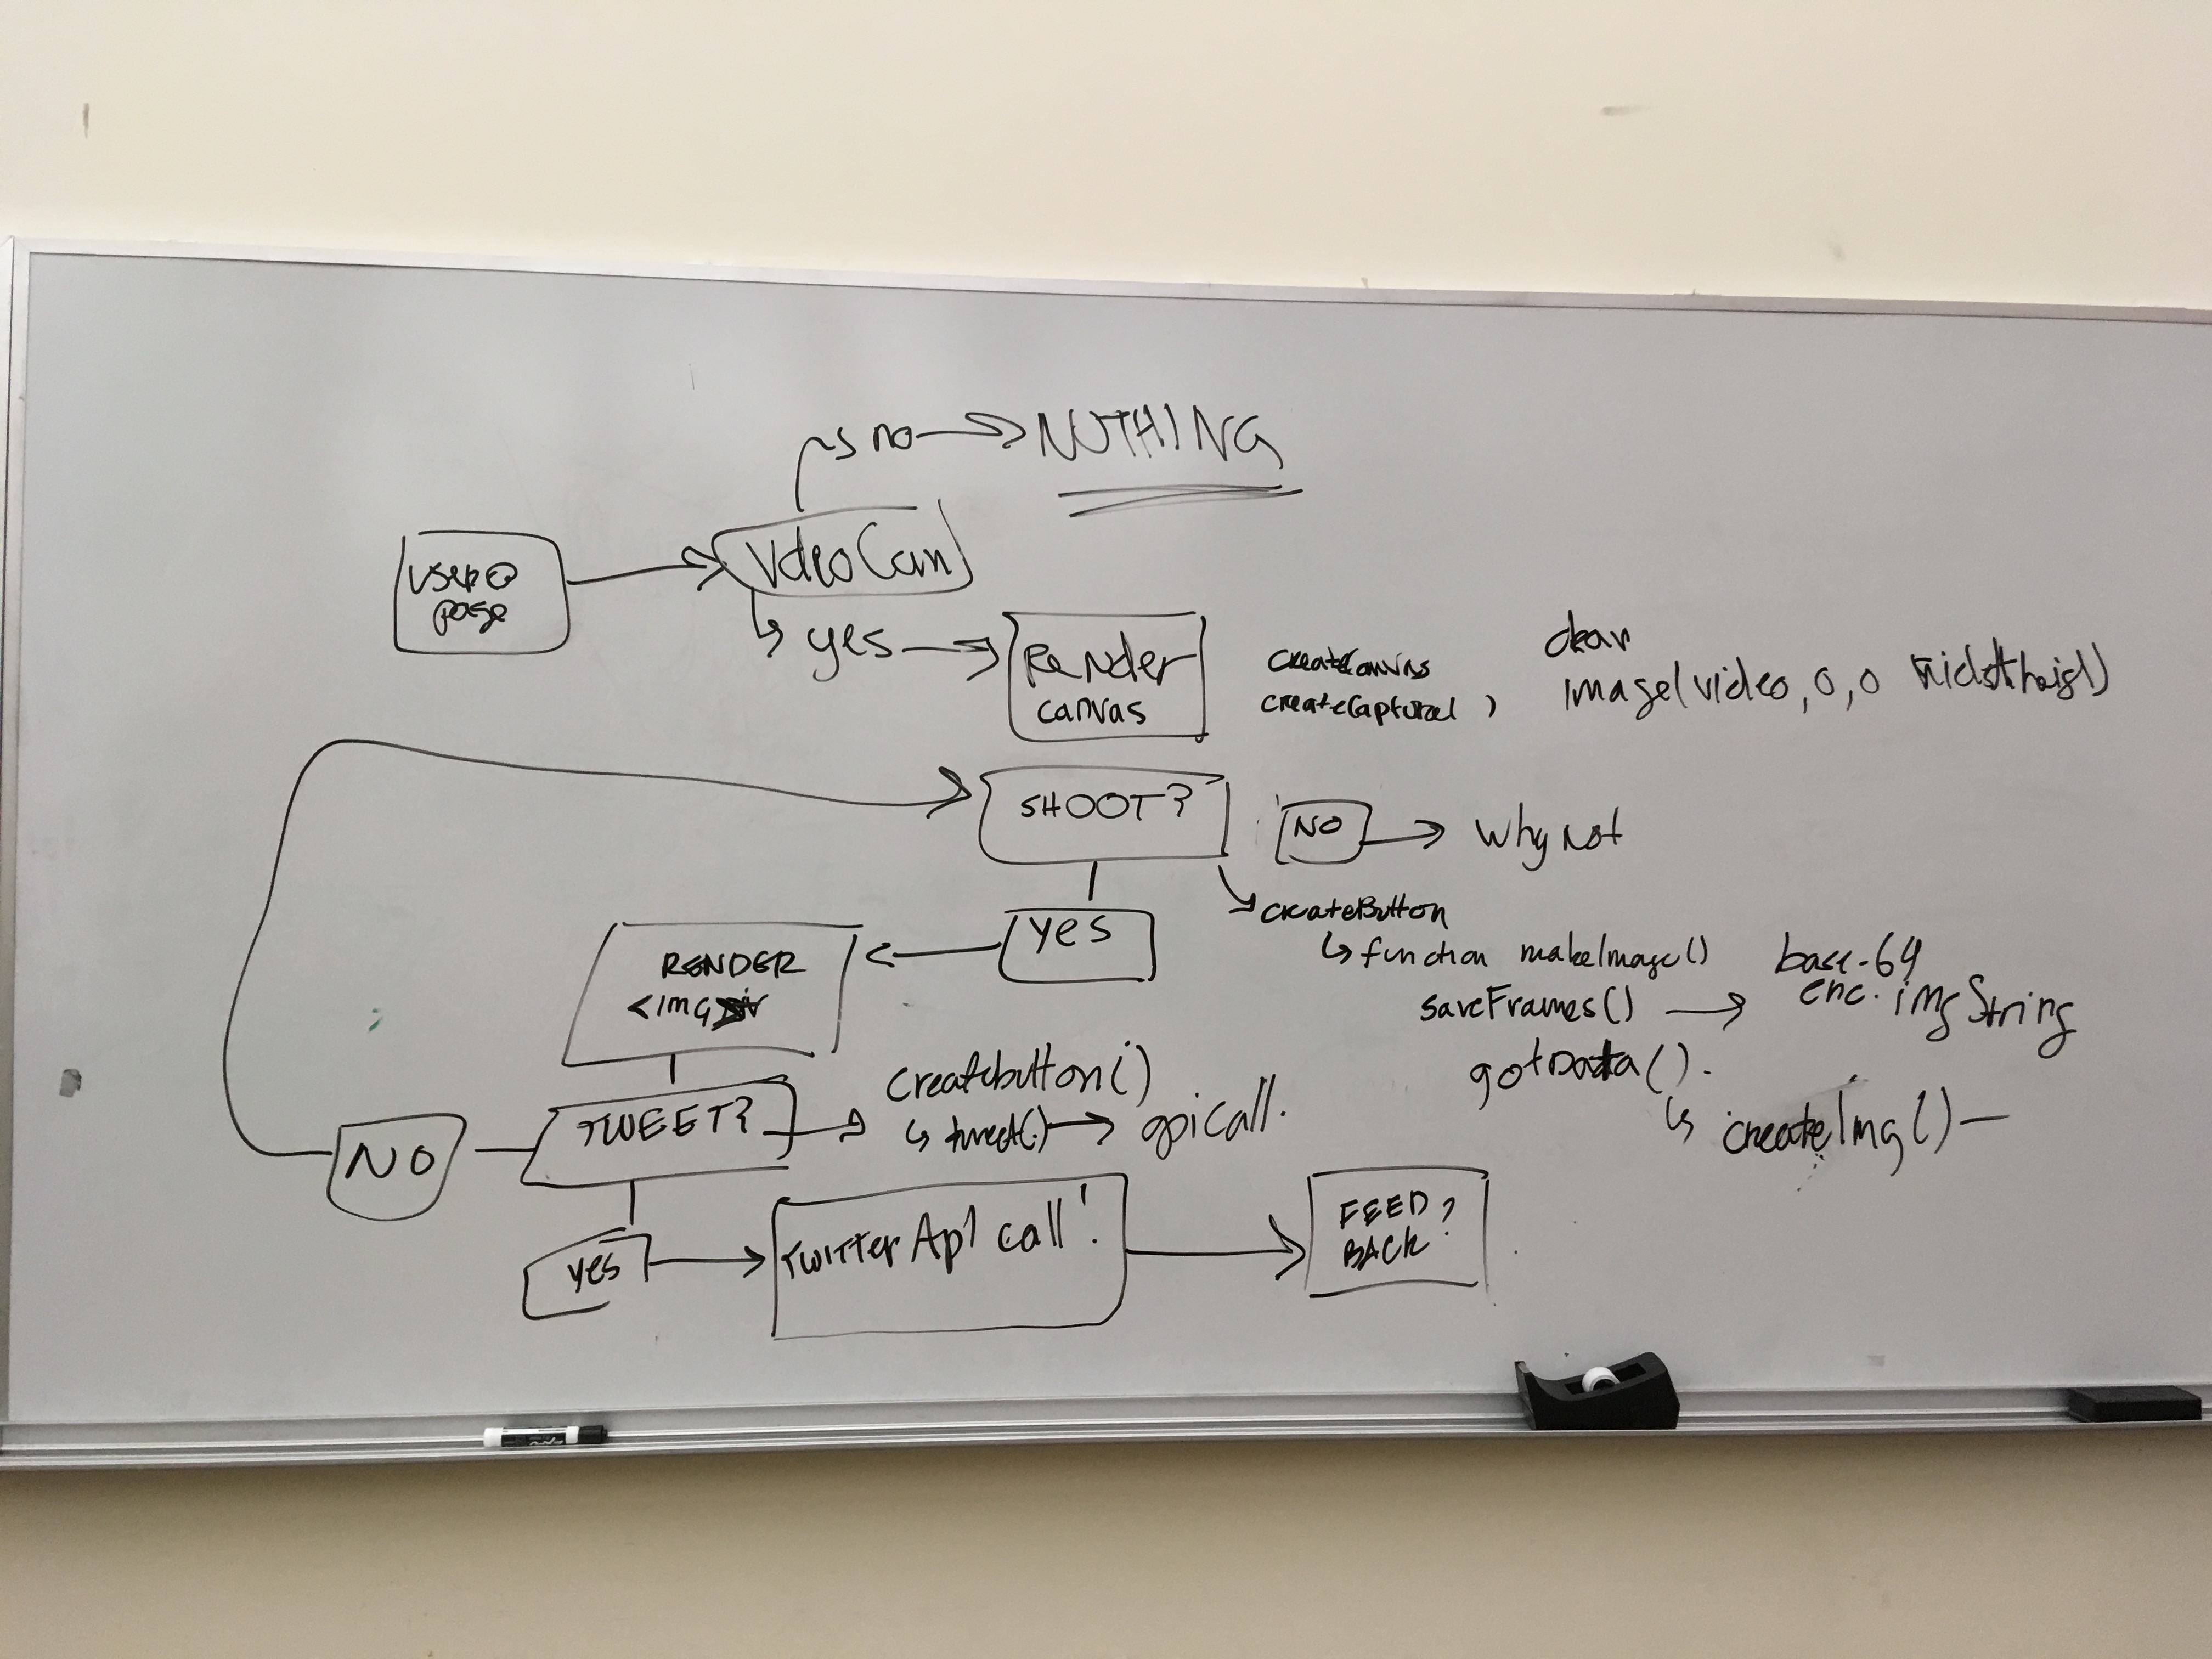 no → NOTHING
user @
page
VideoCam
yes →
Render
canvas
createCanvas
createCapture( )
clear
image(video, 0, 0 width height)
SHOOT?
NO → Why Not
yes
createButton
↳ function makeImage()
saveFrames() →
base-64
enc. imgString
gotData().
↳ createImg() —
RENDER
<img
TWEET?
createbutton()
↳ tweet() → apiCall.
NO
yes
TWITTER Api call!
FEED
BACK?